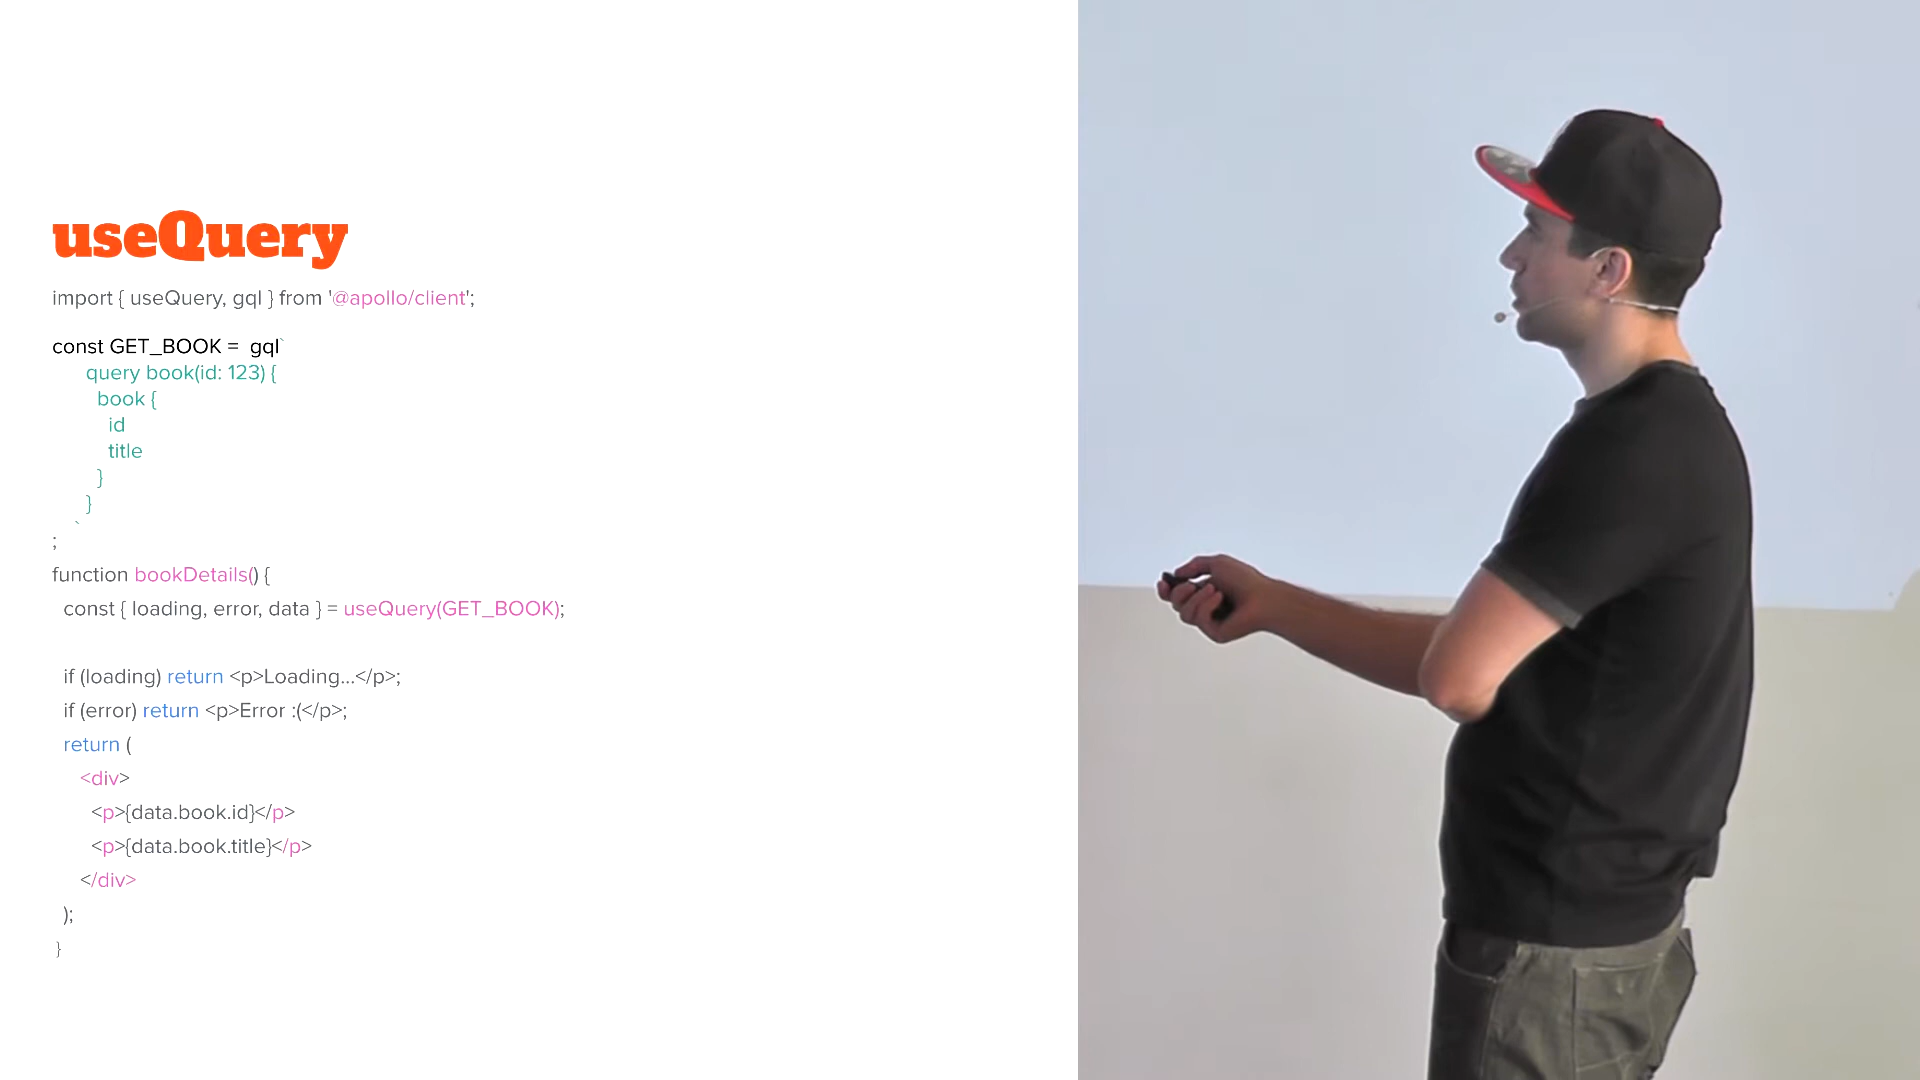 useQuery
import { useQuery, gql } from '@apollo/client';
const GET_BOOK = gql`
query book(id: 123) {
book {
id
title
}
}
`
;
function bookDetails() {
const { loading, error, data } = useQuery(GET_BOOK);
if (loading) return <p>Loading...</p>;
if (error) return <p>Error :(</p>;
return (
<div>
<p>{data.book.id}</p>
<p>{data.book.title}</p>
</div>
);
}